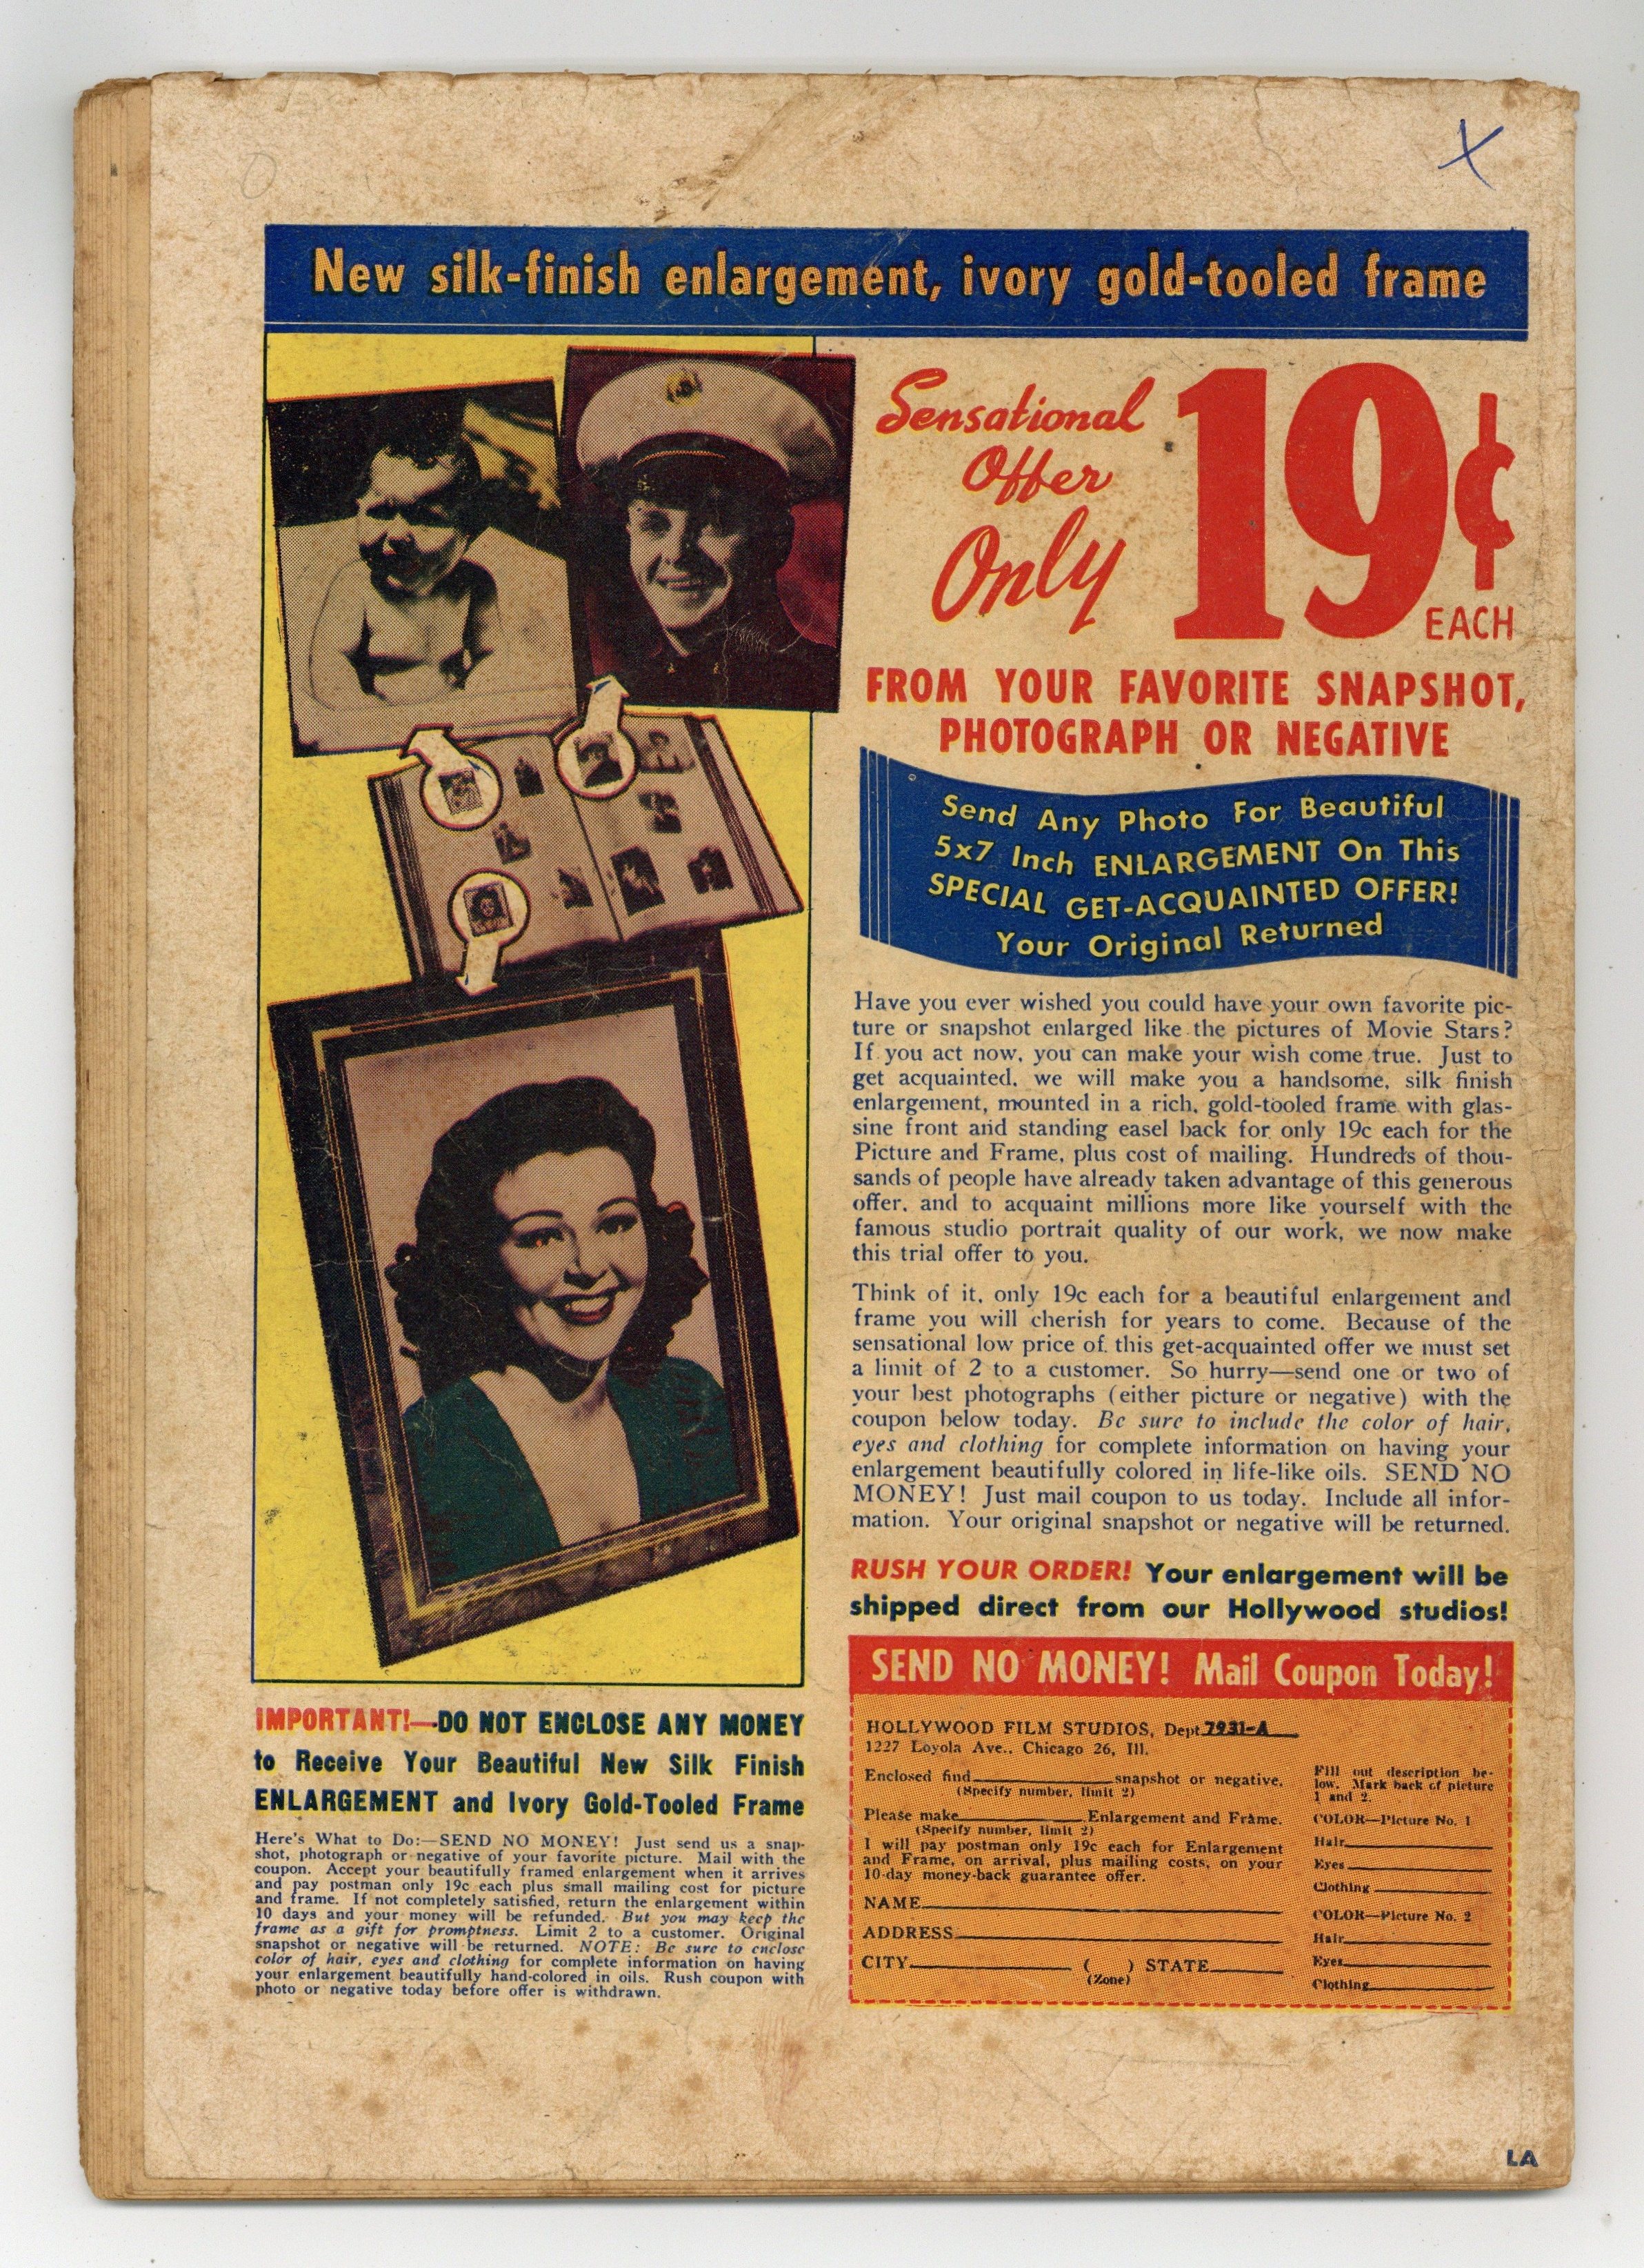 X
New silk-finish enlargement, ivory gold-tooled frame
Sensational
Offer
Only
19¢
EACH
FROM YOUR FAVORITE SNAPSHOT,
PHOTOGRAPH OR NEGATIVE
Send Any Photo For Beautiful
5x7 Inch ENLARGEMENT On This
SPECIAL GET-ACQUAINTED OFFER!
Your Original Returned
Have you ever wished you could have your own favorite pic-
ture or snapshot enlarged like the pictures of Movie Stars?
If you act now, you can make your wish come true. Just to
get acquainted, we will make you a handsome, silk finish
enlargement, mounted in a rich, gold-tooled frame with glas-
sine front and standing easel back for only 19c each for the
Picture and Frame, plus cost of mailing. Hundreds of thou-
sands of people have already taken advantage of this generous
offer, and to acquaint millions more like yourself with the
famous studio portrait quality of our work, we now make
this trial offer to you.
Think of it, only 19c each for a beautiful enlargement and
frame you will cherish for years to come. Because of the
sensational low price of this get-acquainted offer we must set
a limit of 2 to a customer. So hurry—send one or two of
your best photographs (either picture or negative) with the
coupon below today. Be sure to include the color of hair,
eyes and clothing for complete information on having your
enlargement beautifully colored in life-like oils. SEND NO
MONEY! Just mail coupon to us today. Include all infor-
mation. Your original snapshot or negative will be returned.
RUSH YOUR ORDER! Your enlargement will be
shipped direct from our Hollywood studios!
IMPORTANT!—DO NOT ENCLOSE ANY MONEY
to Receive Your Beautiful New Silk Finish
ENLARGEMENT and Ivory Gold-Tooled Frame
Here's What to Do:—SEND NO MONEY! Just send us a snap-
shot, photograph or negative of your favorite picture. Mail with the
coupon. Accept your beautifully framed enlargement when it arrives
and pay postman only 19c each plus small mailing cost for picture
and frame. If not completely satisfied, return the enlargement within
10 days and your money will be refunded. But you may keep the
frame as a gift for promptness. Limit 2 to a customer. Original
snapshot or negative will be returned. NOTE: Be sure to enclose
color of hair, eyes and clothing for complete information on having
your enlargement beautifully hand-colored in oils. Rush coupon with
photo or negative today before offer is withdrawn.
SEND NO MONEY! Mail Coupon Today!
HOLLYWOOD FILM STUDIOS, Dept. 7931-A
1227 Loyola Ave., Chicago 26, Ill.
Enclosed find snapshot or negative.
(Specify number, limit 2)
Please make Enlargement and Frame.
(Specify number, limit 2)
I will pay postman only 19c each for Enlargement
and Frame, on arrival, plus mailing costs, on your
10-day money-back guarantee offer.
NAME
ADDRESS
CITY ( ) STATE
(Zone)
Fill out description be-
low. Mark back of picture
1 and 2.
COLOR—Picture No. 1
Hair
Eyes
Clothing
COLOR—Picture No. 2
Hair
Eyes
Clothing
LA